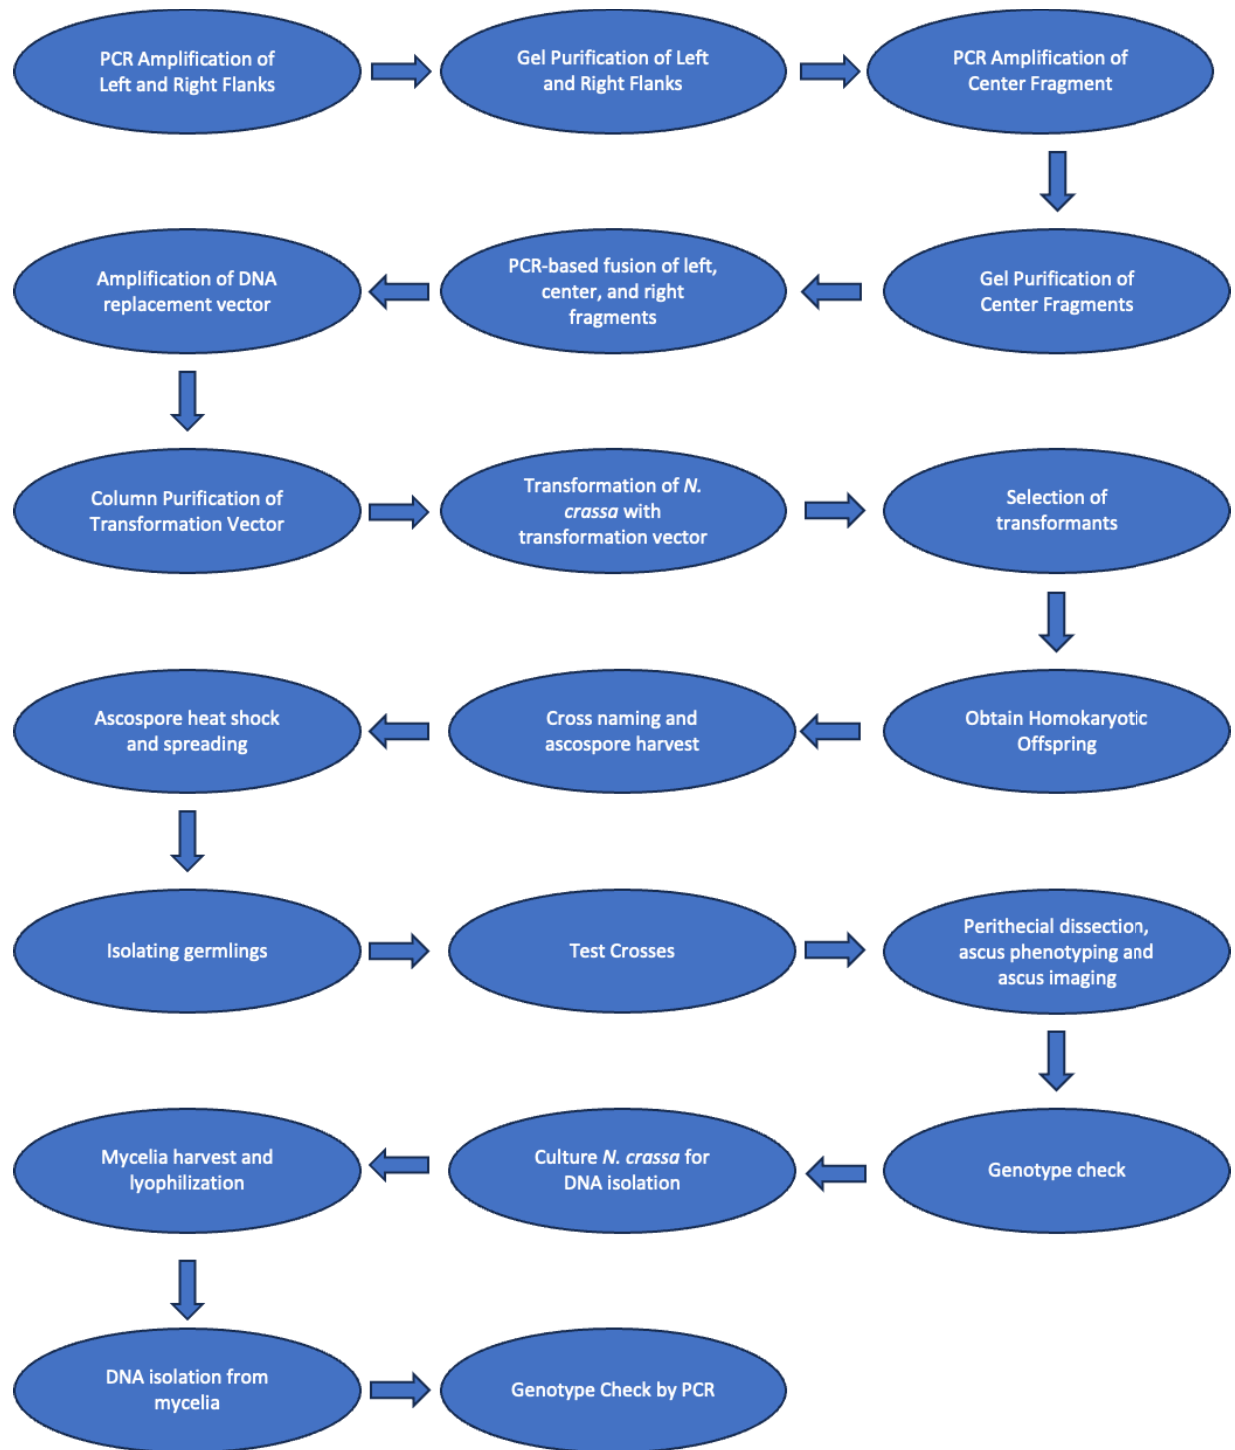 PCR Amplification of
Left and Right Flanks
Gel Purification of Left
and Right Flanks
PCR Amplification of
Center Fragment
Gel Purification of
Center Fragments
PCR-based fusion of left,
center, and right
fragments
Amplification of DNA
replacement vector
Column Purification of
Transformation Vector
Transformation of N.
crassa with
transformation vector
Selection of
transformants
Obtain Homokaryotic
Offspring
Cross naming and
ascospore harvest
Ascospore heat shock
and spreading
Isolating germlings
Test Crosses
Perithecial dissection,
ascus phenotyping and
ascus imaging
Genotype check
Culture N. crassa for
DNA isolation
Mycelia harvest and
lyophilization
DNA isolation from
mycelia
Genotype Check by PCR